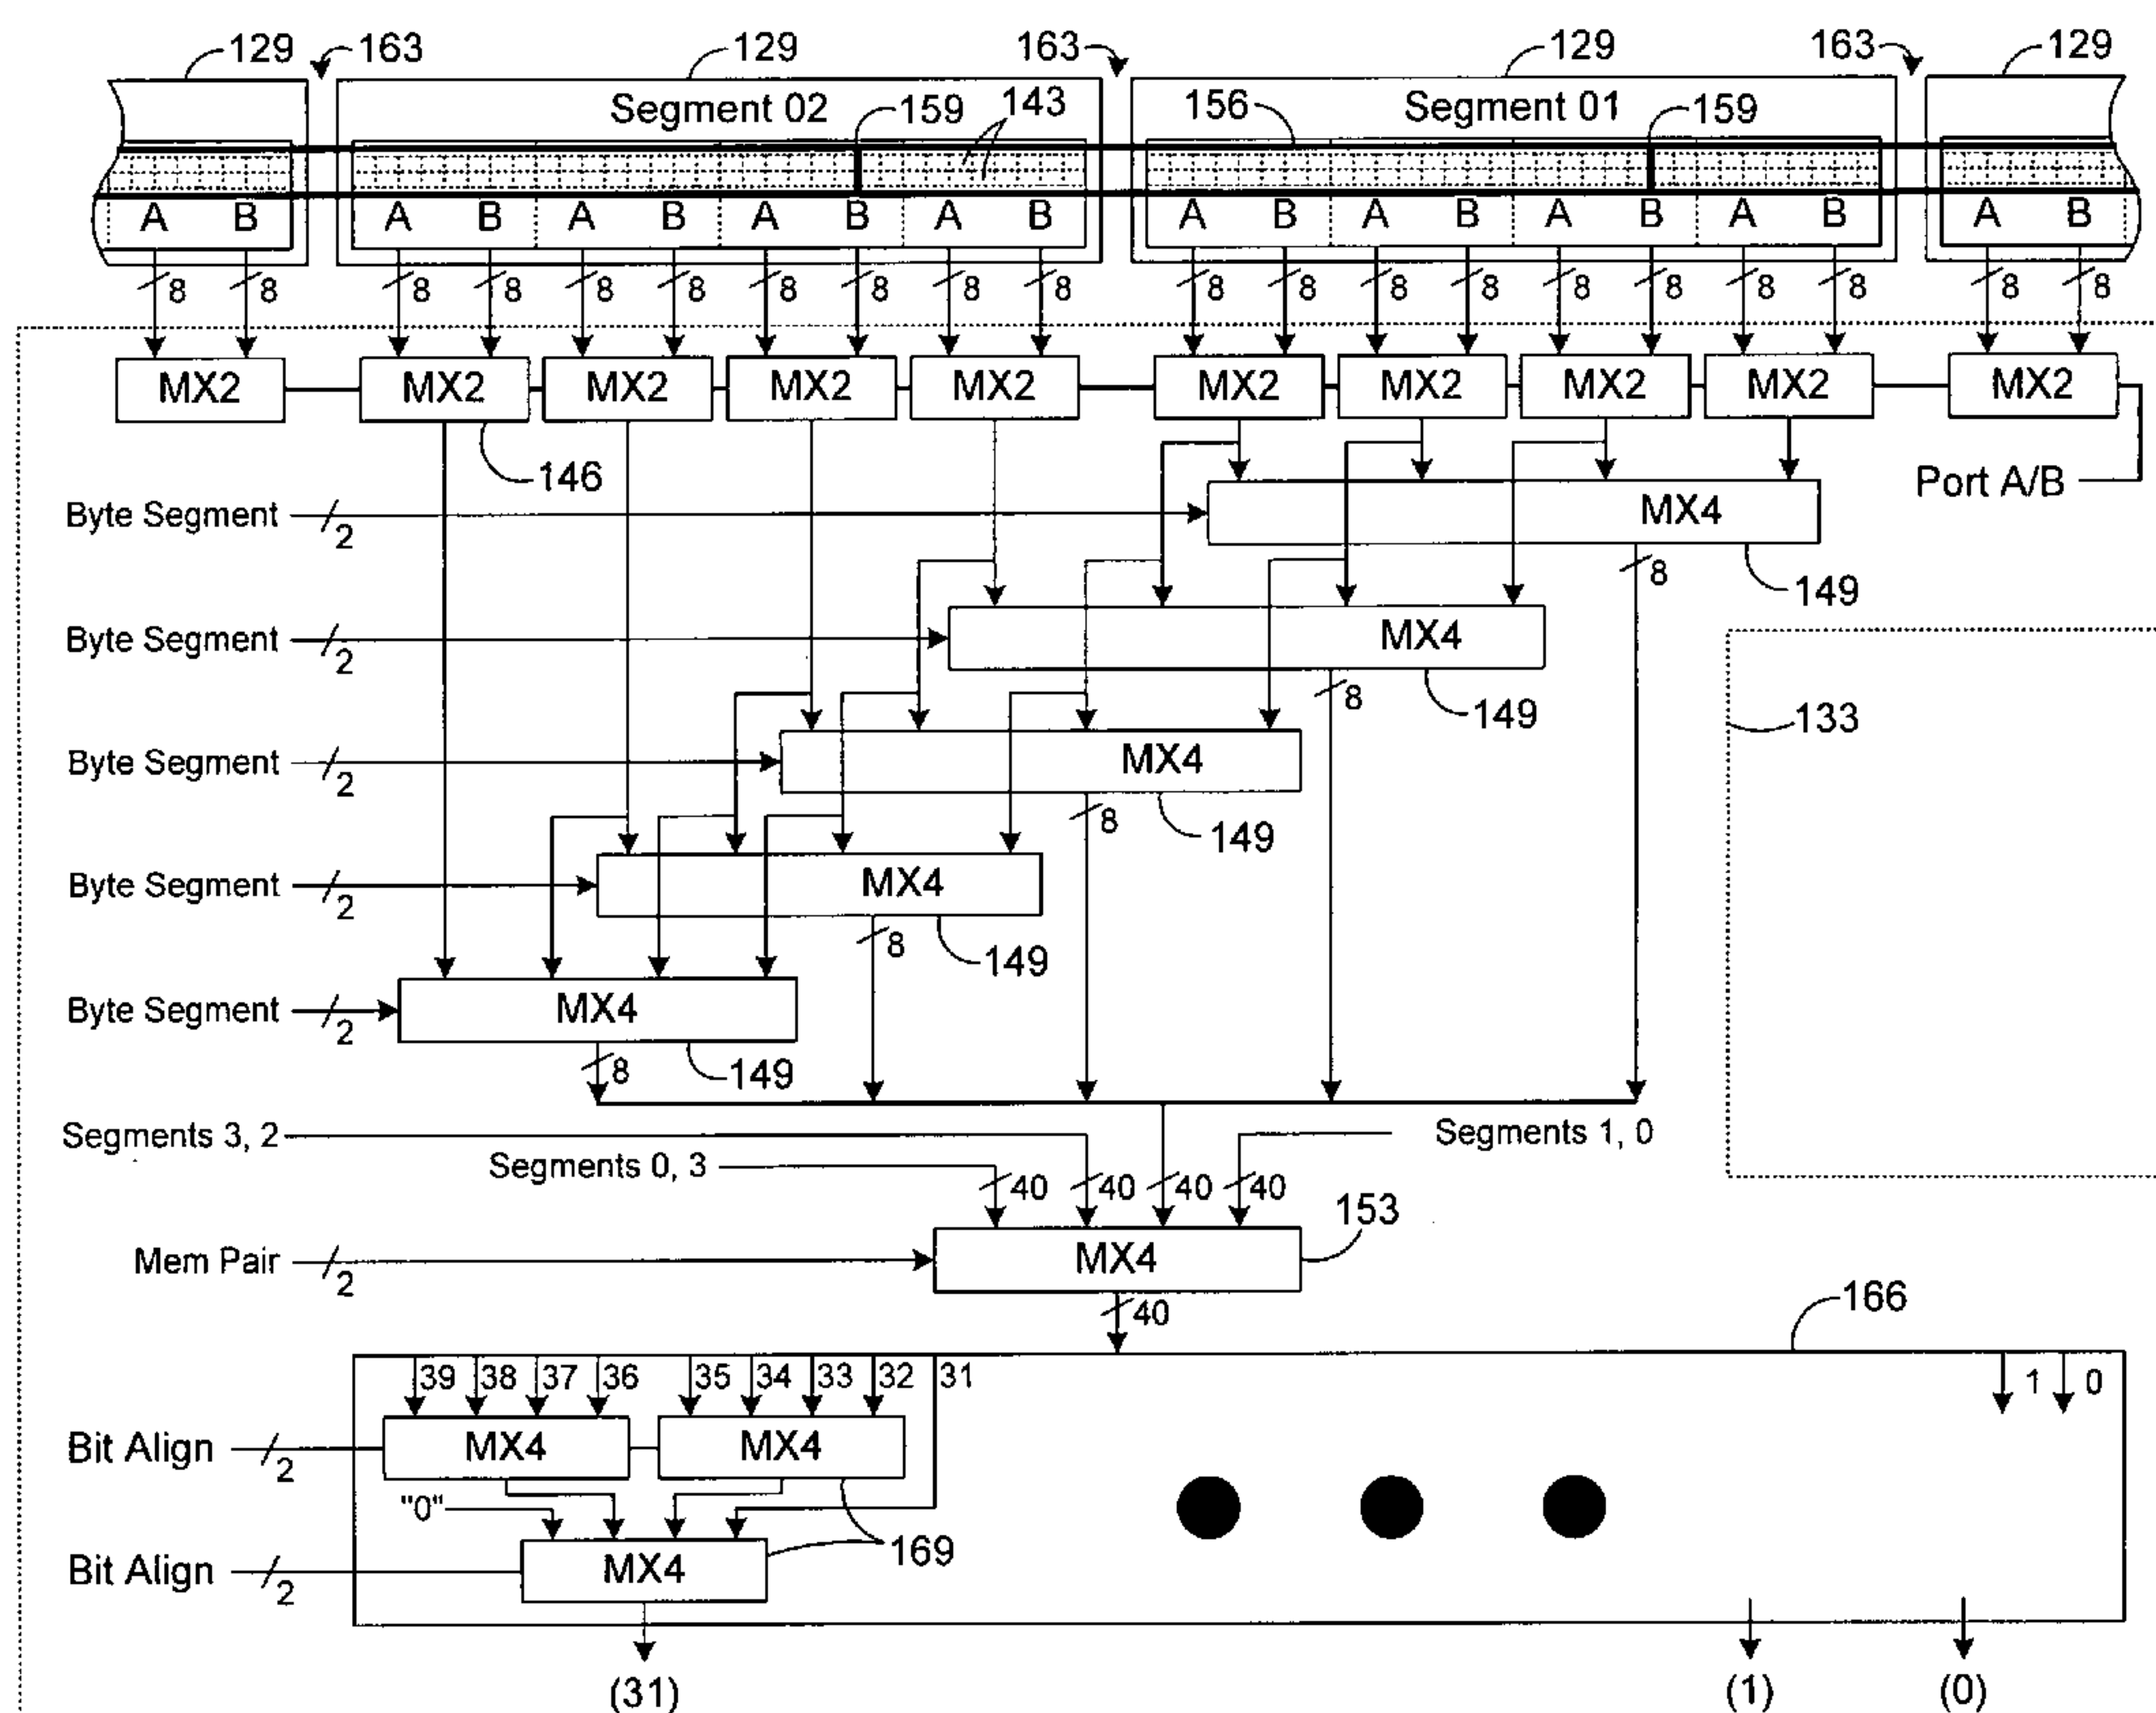 129 163 129 163 129 163 129
Segment 02 159 143 156 Segment 01 159
A B A B A B A B A B A B A B A B A B A B
8 8 8 8 8 8 8 8 8 8 8 8 8 8 8 8 8 8 8 8
MX2 MX2 MX2 MX2 MX2 MX2 MX2 MX2 MX2 MX2
146 Port A/B
Byte Segment 2 MX4
8 149
Byte Segment 2 MX4
8 149
133
Byte Segment 2 MX4
8 149
Byte Segment 2 MX4
8 149
Byte Segment 2 MX4
8 149
Segments 3, 2 Segments 1, 0
Segments 0, 3
40 40 40 40
153
Mem Pair 2 MX4
40
166
39 38 37 36 35 34 33 32 31 1 0
Bit Align 2 MX4 MX4
"0"
169
Bit Align 2 MX4
(31) (1) (0)